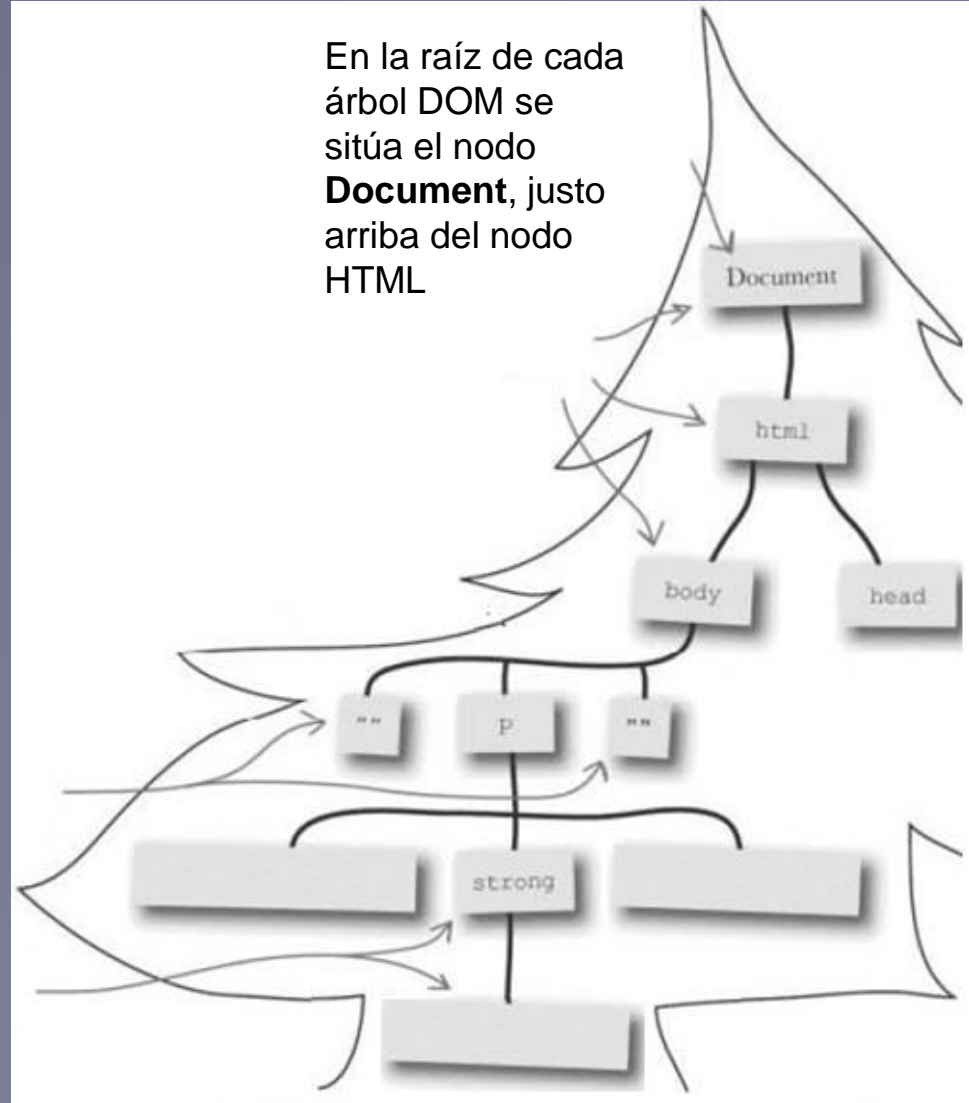 En la raíz de cada
árbol DOM se
sitúa el nodo
Document, justo
arriba del nodo
HTML
Document
html
body
head
" "
P
" "
strong